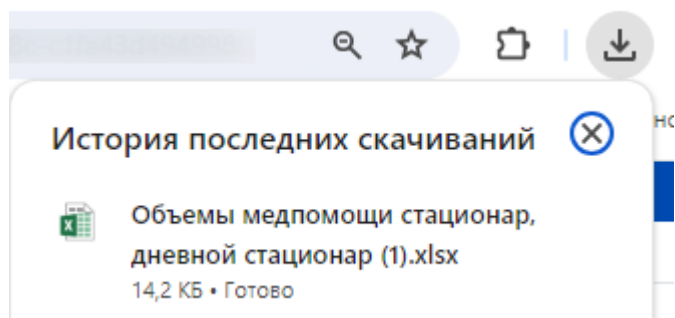 История последних скачиваний
Объемы медпомощи стационар,
дневной стационар (1).xlsx
14,2 КБ • Готово